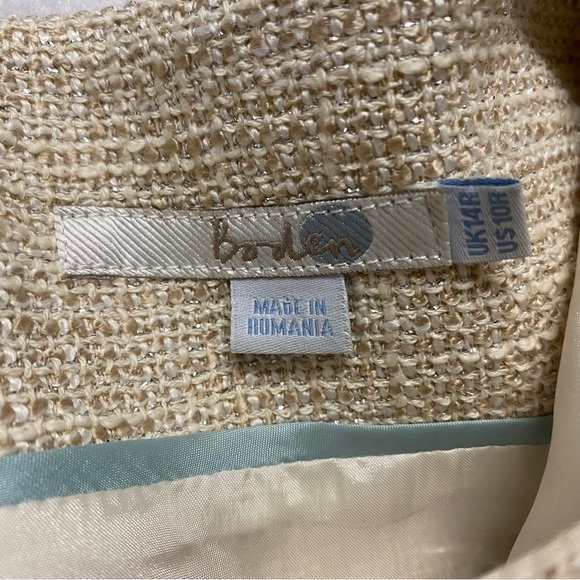 Boden
UK14R
US10R
MADE IN
ROMANIA